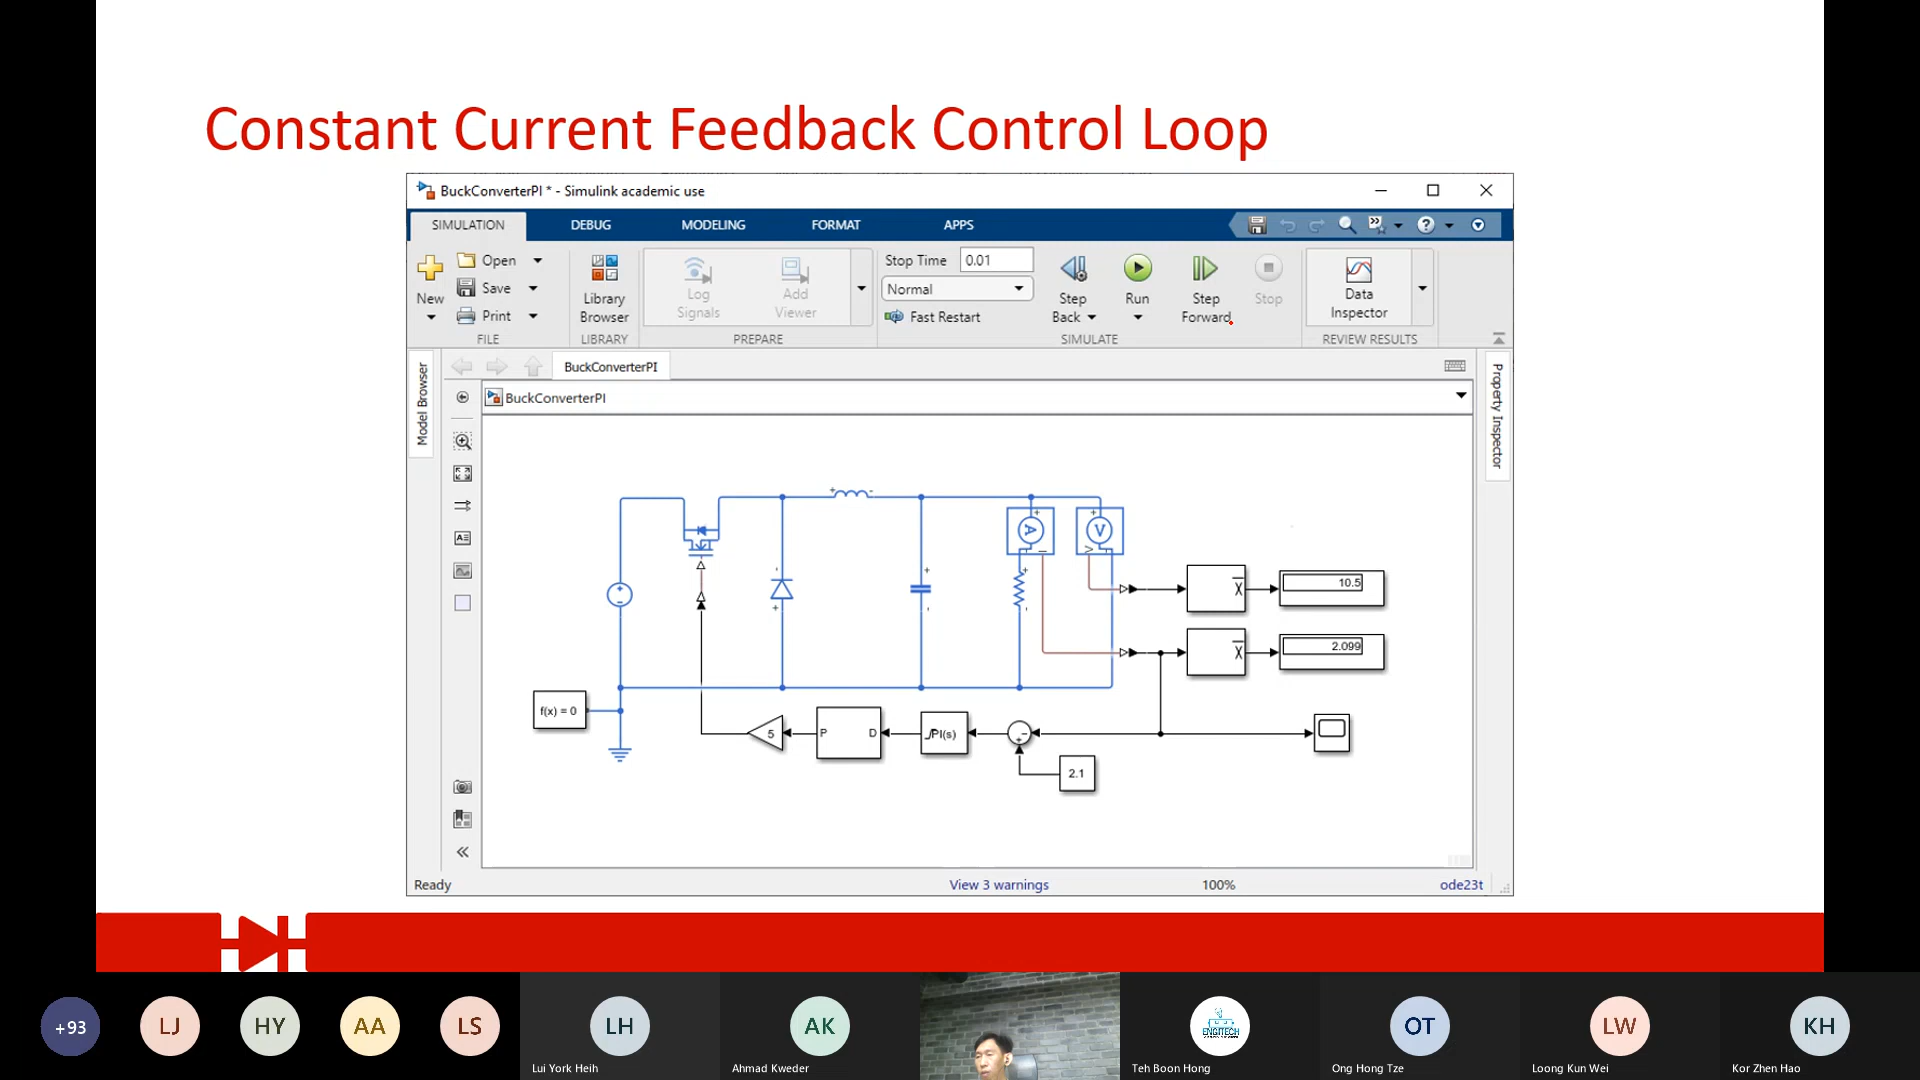 Constant Current Feedback Control Loop
BuckConverterPI * - Simulink academic use
SIMULATION DEBUG MODELING FORMAT APPS
New
Open
Save
Print
FILE
Library
Browser
LIBRARY
Log
Signals
Add
Viewer
PREPARE
Stop Time 0.01
Normal
Fast Restart
Step
Back
Run
Step
Forward
Stop
SIMULATE
Data
Inspector
REVIEW RESULTS
Model Browser
BuckConverterPI
BuckConverterPI
Property Inspector
A
V
X
10.5
X
2.099
f(x) = 0
5
P D
PI(s)
2.1
Ready View 3 warnings 100% ode23t
+93 LJ HY AA LS LH AK ENGITECH OT LW KH
Lui York Heih Ahmad Kweder Teh Boon Hong Ong Hong Tze Loong Kun Wei Kor Zhen Hao